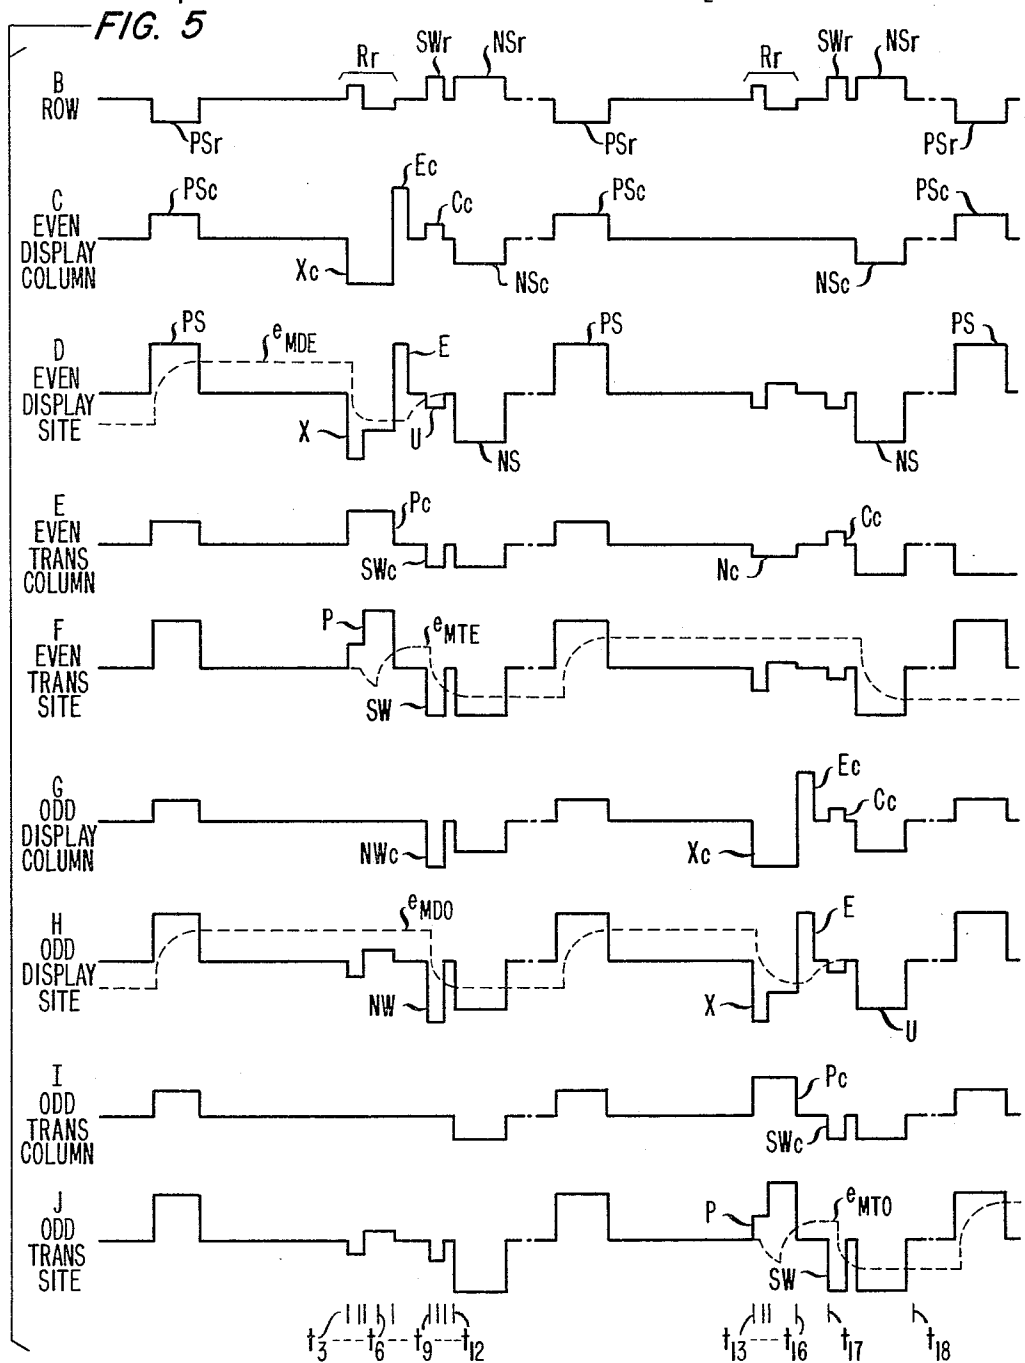 FIG. 5
SWr NSr SWr NSr
Rr Rr
B
ROW
PSr PSr PSr
Ec
PSc Cc PSc PSc
C
EVEN
DISPLAY
COLUMN
Xc NSc NSc
PS eMDE E PS PS
D
EVEN
DISPLAY
SITE
X U NS NS
E
EVEN
TRANS
COLUMN
Pc Cc
SWc Nc
F
EVEN
TRANS
SITE
P eMTE
SW
G
ODD
DISPLAY
COLUMN
Ec
Cc
NWc Xc
H
ODD
DISPLAY
SITE
eMDO E
NW X U
I
ODD
TRANS
COLUMN
Pc
SWc
J
ODD
TRANS
SITE
P eMTO
SW
t3 ---- t6 -- t9 --- t12 t13 ---- t16 t17 t18